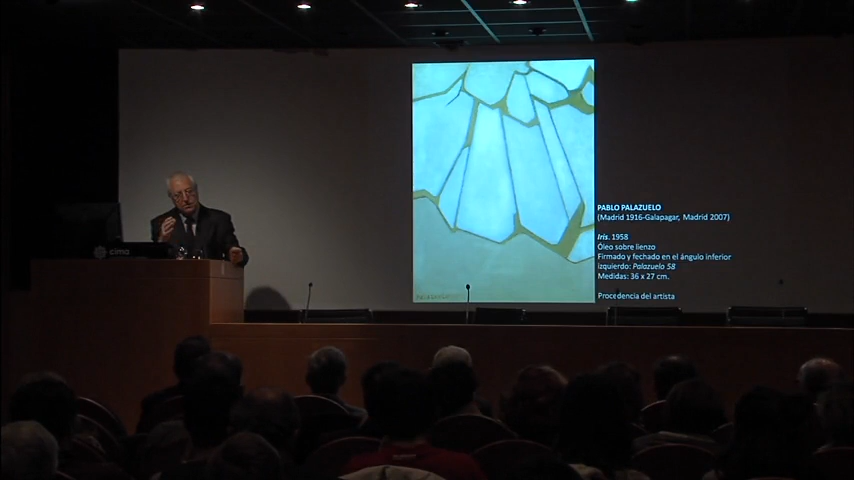 PABLO PALAZUELO
(Madrid 1916-Galapagar, Madrid 2007)
Iris. 1958
Óleo sobre lienzo
Firmado y fechado en el ángulo inferior
izquierdo: Palazuelo 58
Medidas: 36 x 27 cm.
Procedencia del artista
cima